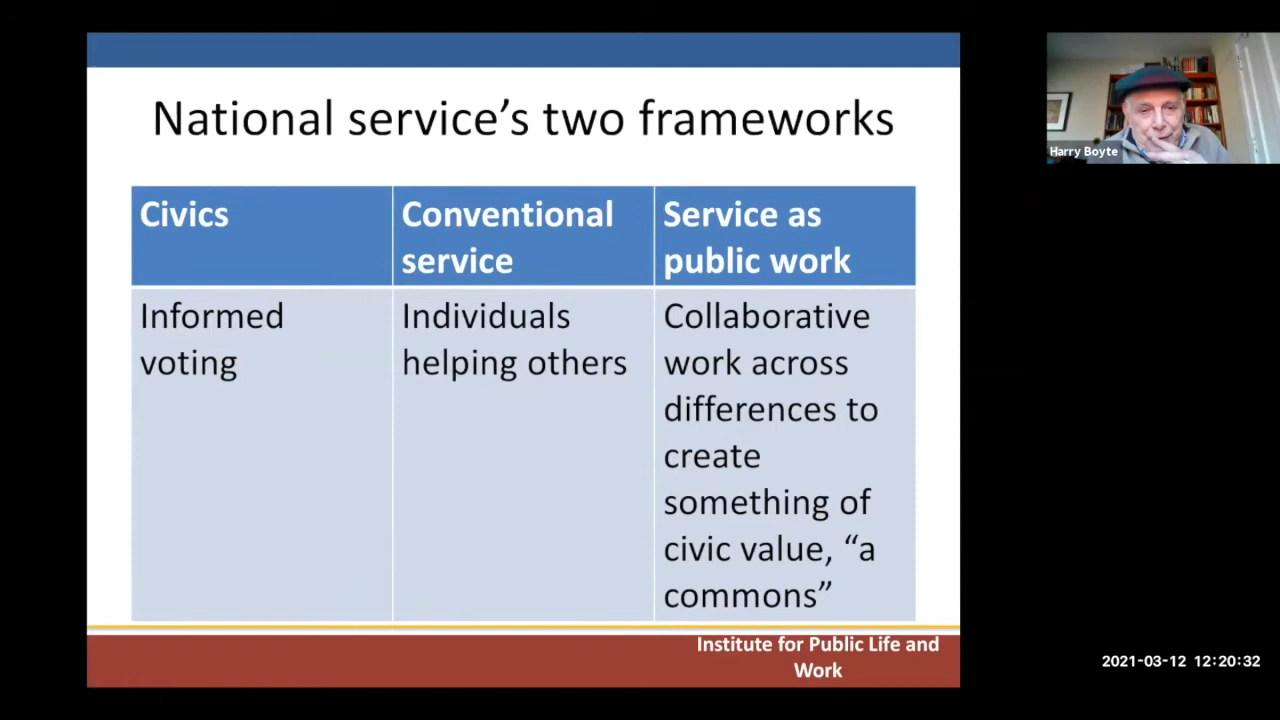 National service’s two frameworks
Civics
Conventional
service
Service as
public work
Informed
voting
Individuals
helping others
Collaborative
work across
differences to
create
something of
civic value, “a
commons”
Institute for Public Life and
Work
Harry Boyte
2021-03-12 12:20:32